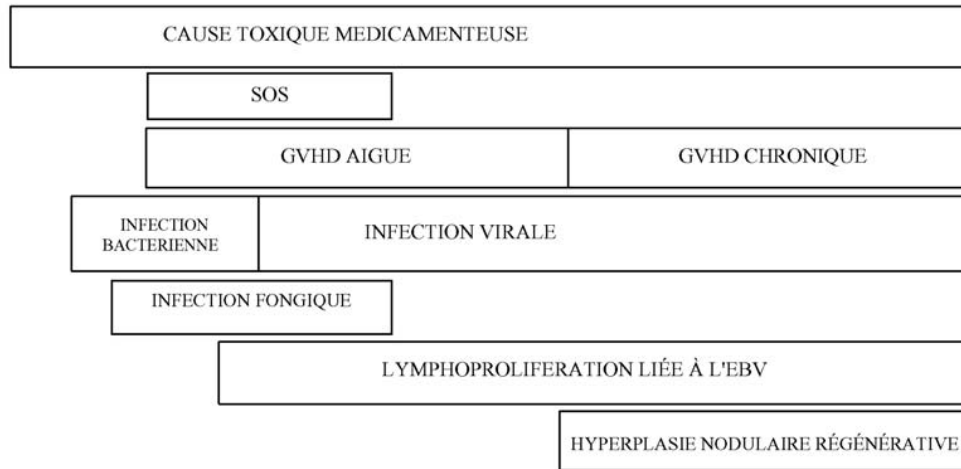 CAUSE TOXIQUE MEDICAMENTEUSE
SOS
GVHD AIGUE
GVHD CHRONIQUE
INFECTION
BACTERIENNE
INFECTION VIRALE
INFECTION FONGIQUE
LYMPHOPROLIFERATION LIÉE À L'EBV
HYPERPLASIE NODULAIRE RÉGÉNÉRATIVE